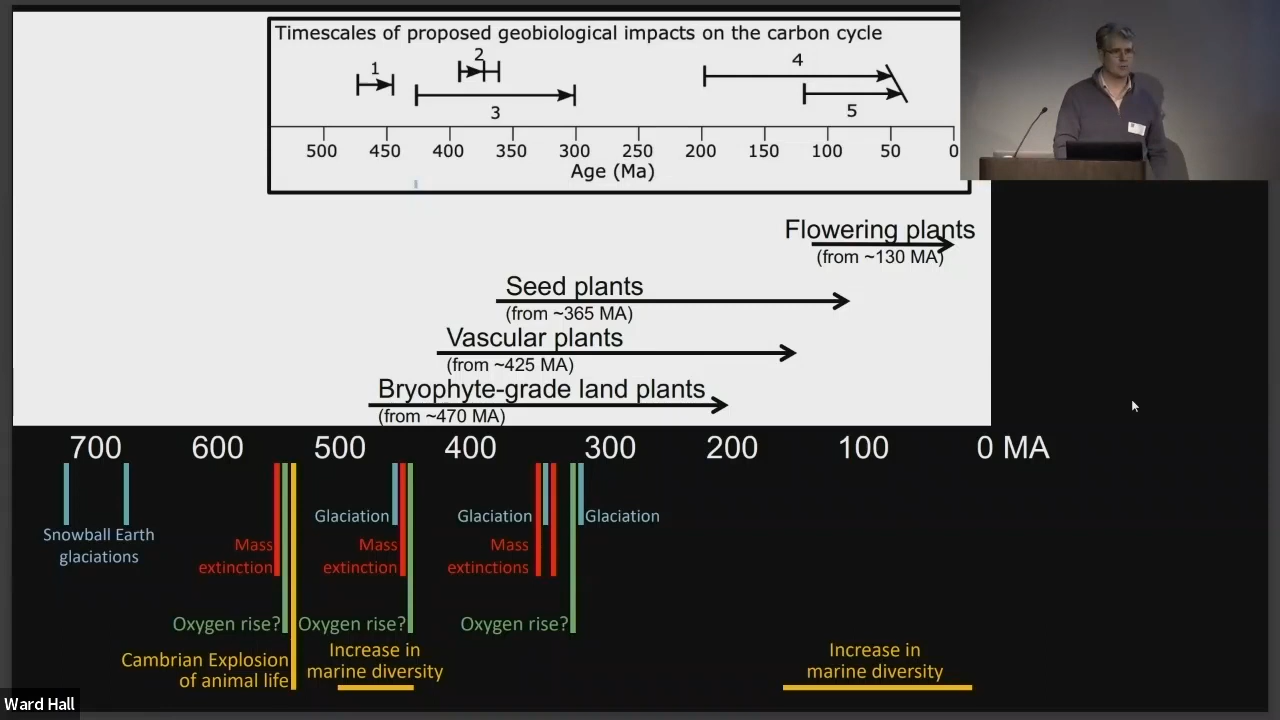 Timescales of proposed geobiological impacts on the carbon cycle
1
2
3
4
5
500 450 400 350 300 250 200 150 100 50 0
Age (Ma)
Flowering plants
(from ~130 MA)
Seed plants
(from ~365 MA)
Vascular plants
(from ~425 MA)
Bryophyte-grade land plants
(from ~470 MA)
700 600 500 400 300 200 100 0 MA
Snowball Earth
glaciations
Glaciation
Glaciation
Glaciation
Mass
extinction
Mass
extinction
Mass
extinctions
Oxygen rise?
Oxygen rise?
Oxygen rise?
Cambrian Explosion
of animal life
Increase in
marine diversity
Increase in
marine diversity
Ward Hall